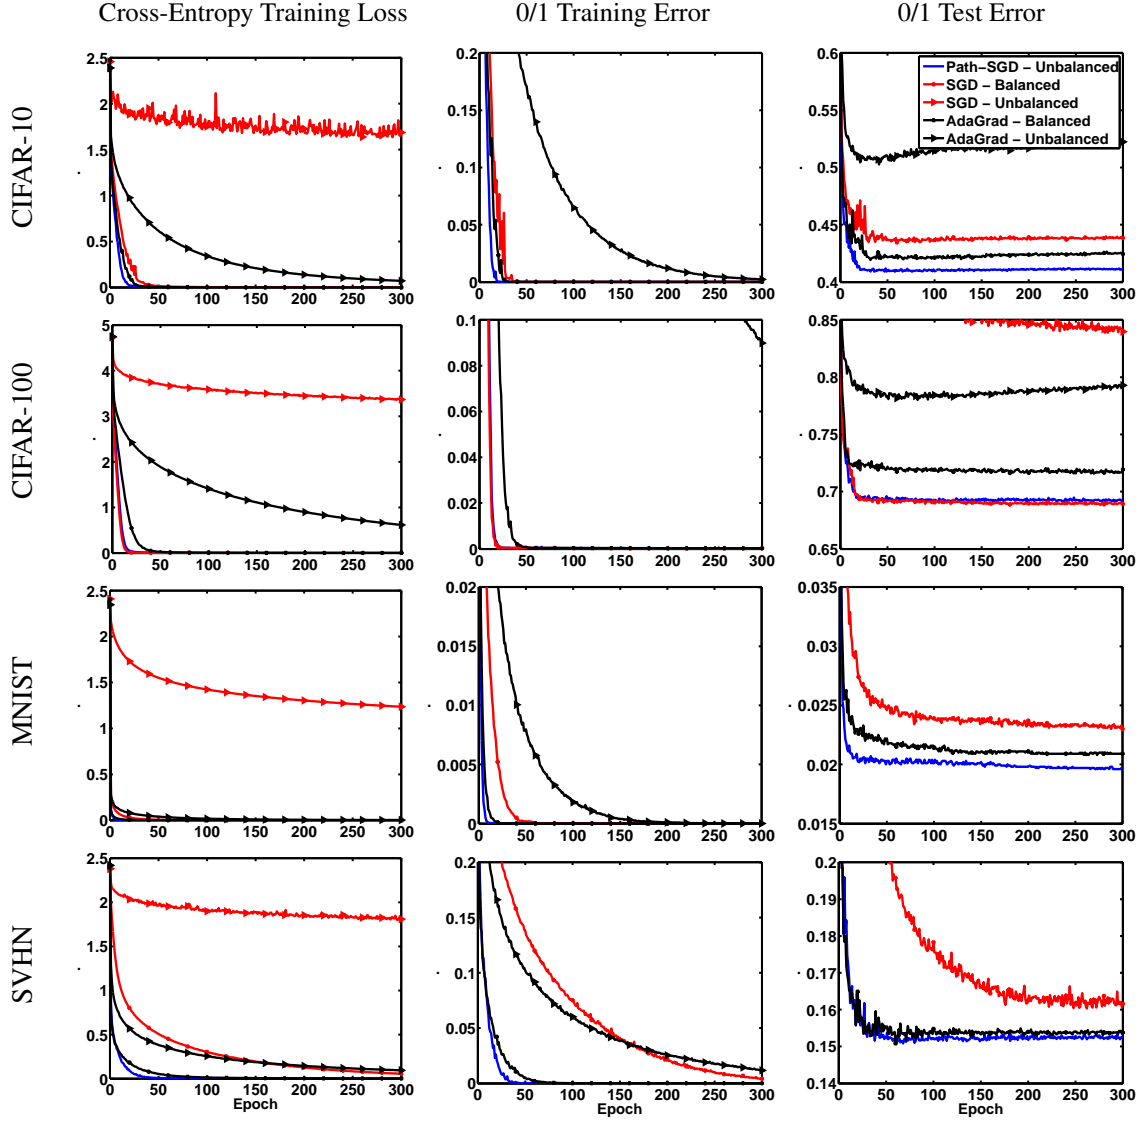 Cross-Entropy Training Loss 0/1 Training Error 0/1 Test Error
CIFAR-10
2.5
2
1.5
1
0.5
0
0 50 100 150 200 250 300
0.2
0.15
0.1
0.05
0
0 50 100 150 200 250 300
0.6
0.55
0.5
0.45
0.4
0 50 100 150 200 250 300
Path-SGD - Unbalanced
SGD - Balanced
SGD - Unbalanced
AdaGrad - Balanced
AdaGrad - Unbalanced
CIFAR-100
5
4
3
2
1
0
0 50 100 150 200 250 300
0.1
0.08
0.06
0.04
0.02
0
0 50 100 150 200 250 300
0.85
0.8
0.75
0.7
0.65
0 50 100 150 200 250 300
MNIST
2.5
2
1.5
1
0.5
0
0 50 100 150 200 250 300
0.02
0.015
0.01
0.005
0
0 50 100 150 200 250 300
0.035
0.03
0.025
0.02
0.015
0 50 100 150 200 250 300
SVHN
2.5
2
1.5
1
0.5
0
0 50 100 150 200 250 300
Epoch
0.2
0.15
0.1
0.05
0
0 50 100 150 200 250 300
Epoch
0.2
0.19
0.18
0.17
0.16
0.15
0.14
0 50 100 150 200 250 300
Epoch